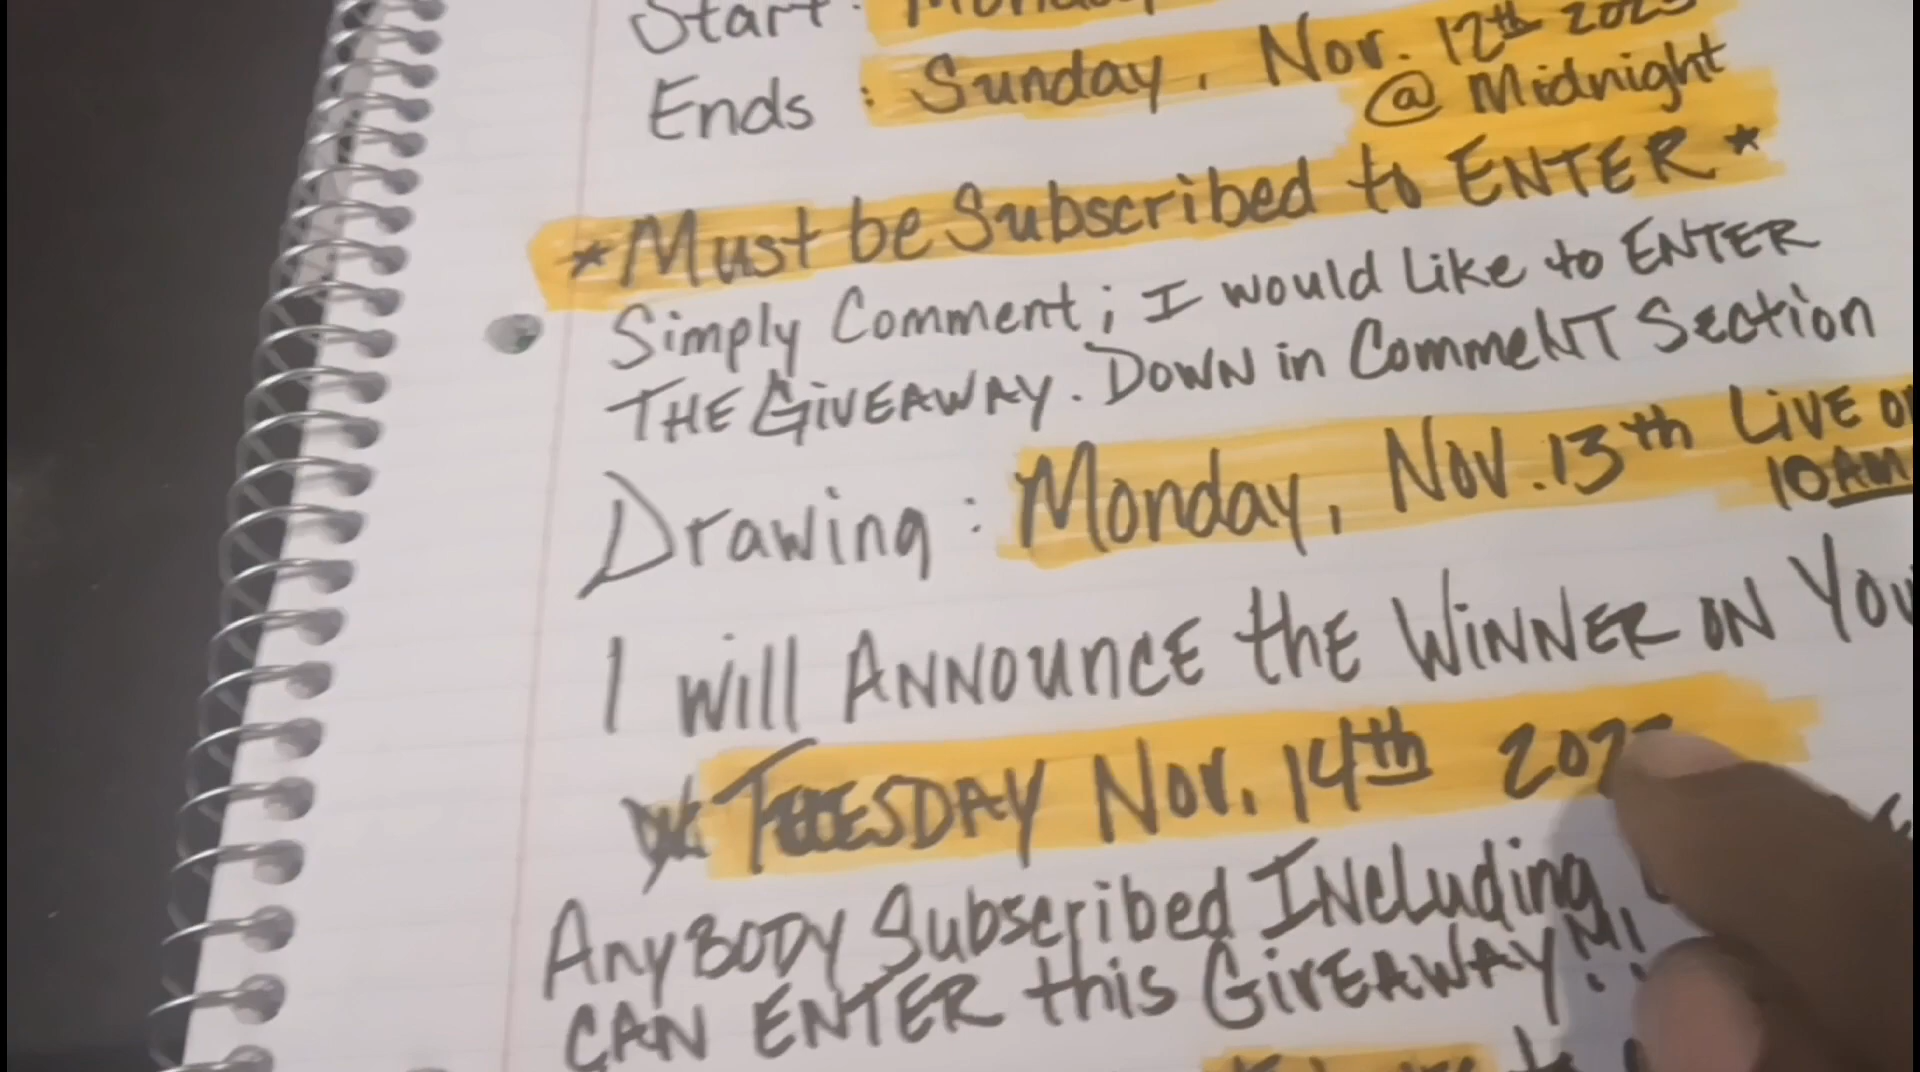 Start :
Ends : Sunday, Nov. 12th 2023
@ Midnight
*Must be Subscribed to ENTER*
Simply Comment; I would Like to ENTER
THE GIVEAWAY. DOWN in CommeNT Section
Drawing : Monday, Nov. 13th LIVE
10AM
I will ANNOUNCE the WINNER ON
TUESDAY Nov. 14th
ANYBODY Subscribed INCLuding
CAN ENTER this GIVEAWAY!!